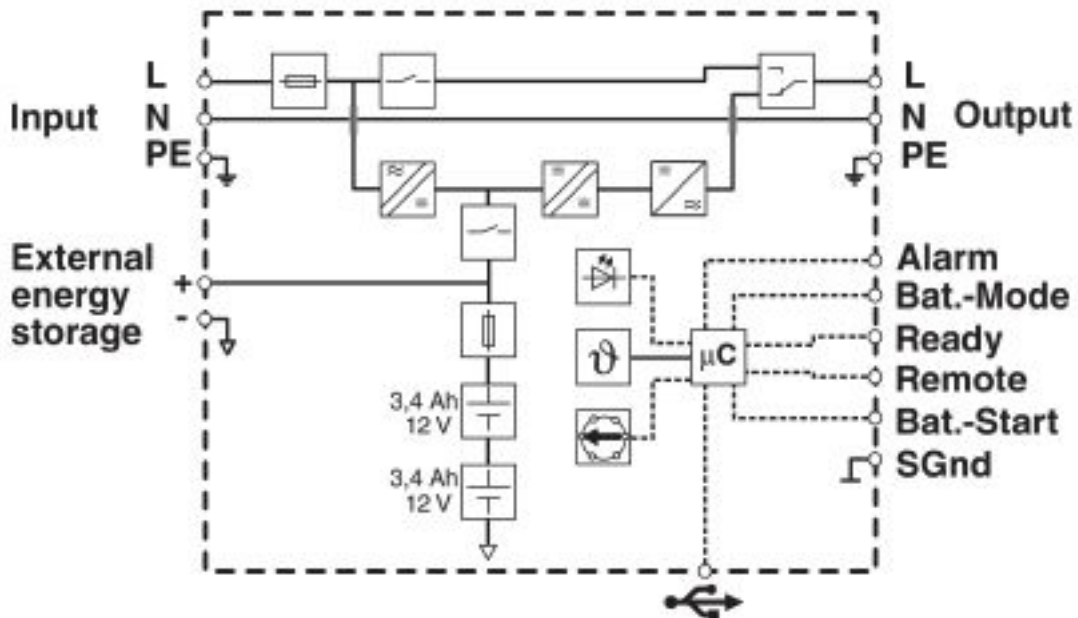 L
Input
N
PE
L
N
Output
PE
External
energy
storage
+
-
3,4 Ah
12 V
3,4 Ah
12 V
ϑ
µC
Alarm
Bat.-Mode
Ready
Remote
Bat.-Start
SGnd